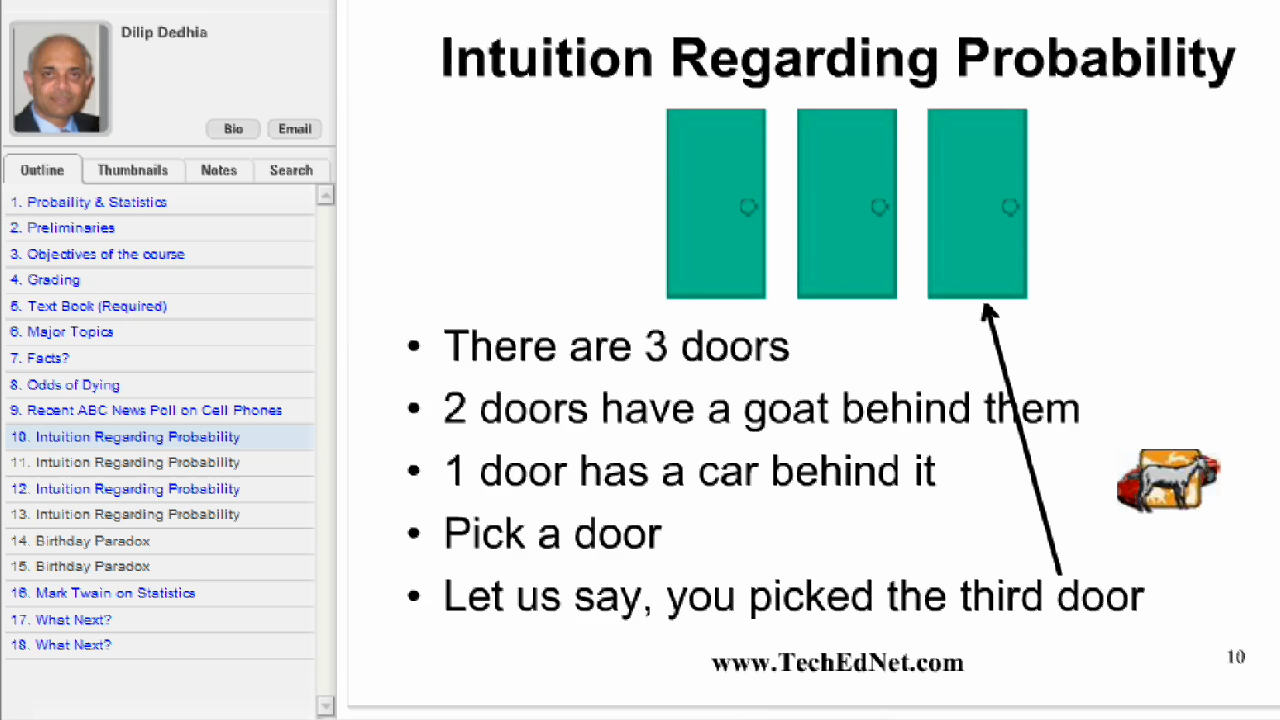 Dilip Dedhia
Bio
Email
Outline
Thumbnails
Notes
Search
1. Probaility & Statistics
2. Preliminaries
3. Objectives of the course
4. Grading
5. Text Book (Required)
6. Major Topics
7. Facts?
8. Odds of Dying
9. Recent ABC News Poll on Cell Phones
10. Intuition Regarding Probability
11. Intuition Regarding Probability
12. Intuition Regarding Probability
13. Intuition Regarding Probability
14. Birthday Paradox
15. Birthday Paradox
16. Mark Twain on Statistics
17. What Next?
18. What Next?
Intuition Regarding Probability
• There are 3 doors
• 2 doors have a goat behind them
• 1 door has a car behind it
• Pick a door
• Let us say, you picked the third door
www.TechEdNet.com
10